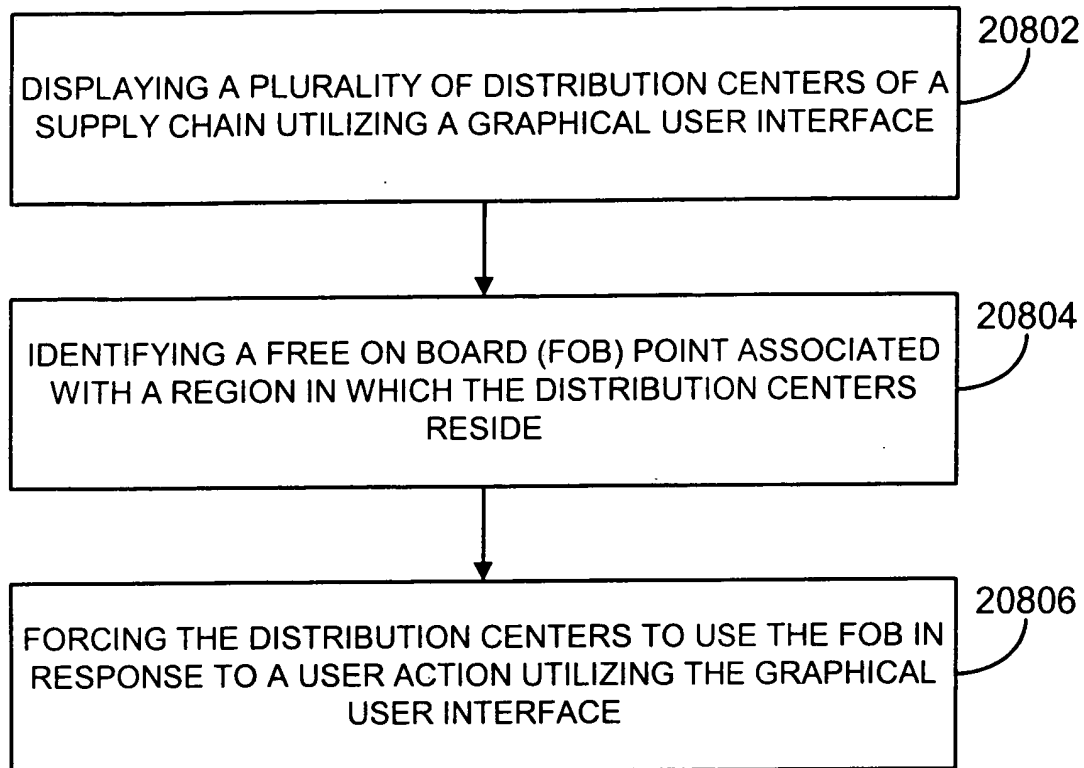 20802
DISPLAYING A PLURALITY OF DISTRIBUTION CENTERS OF A
SUPPLY CHAIN UTILIZING A GRAPHICAL USER INTERFACE
20804
IDENTIFYING A FREE ON BOARD (FOB) POINT ASSOCIATED
WITH A REGION IN WHICH THE DISTRIBUTION CENTERS
RESIDE
20806
FORCING THE DISTRIBUTION CENTERS TO USE THE FOB IN
RESPONSE TO A USER ACTION UTILIZING THE GRAPHICAL
USER INTERFACE